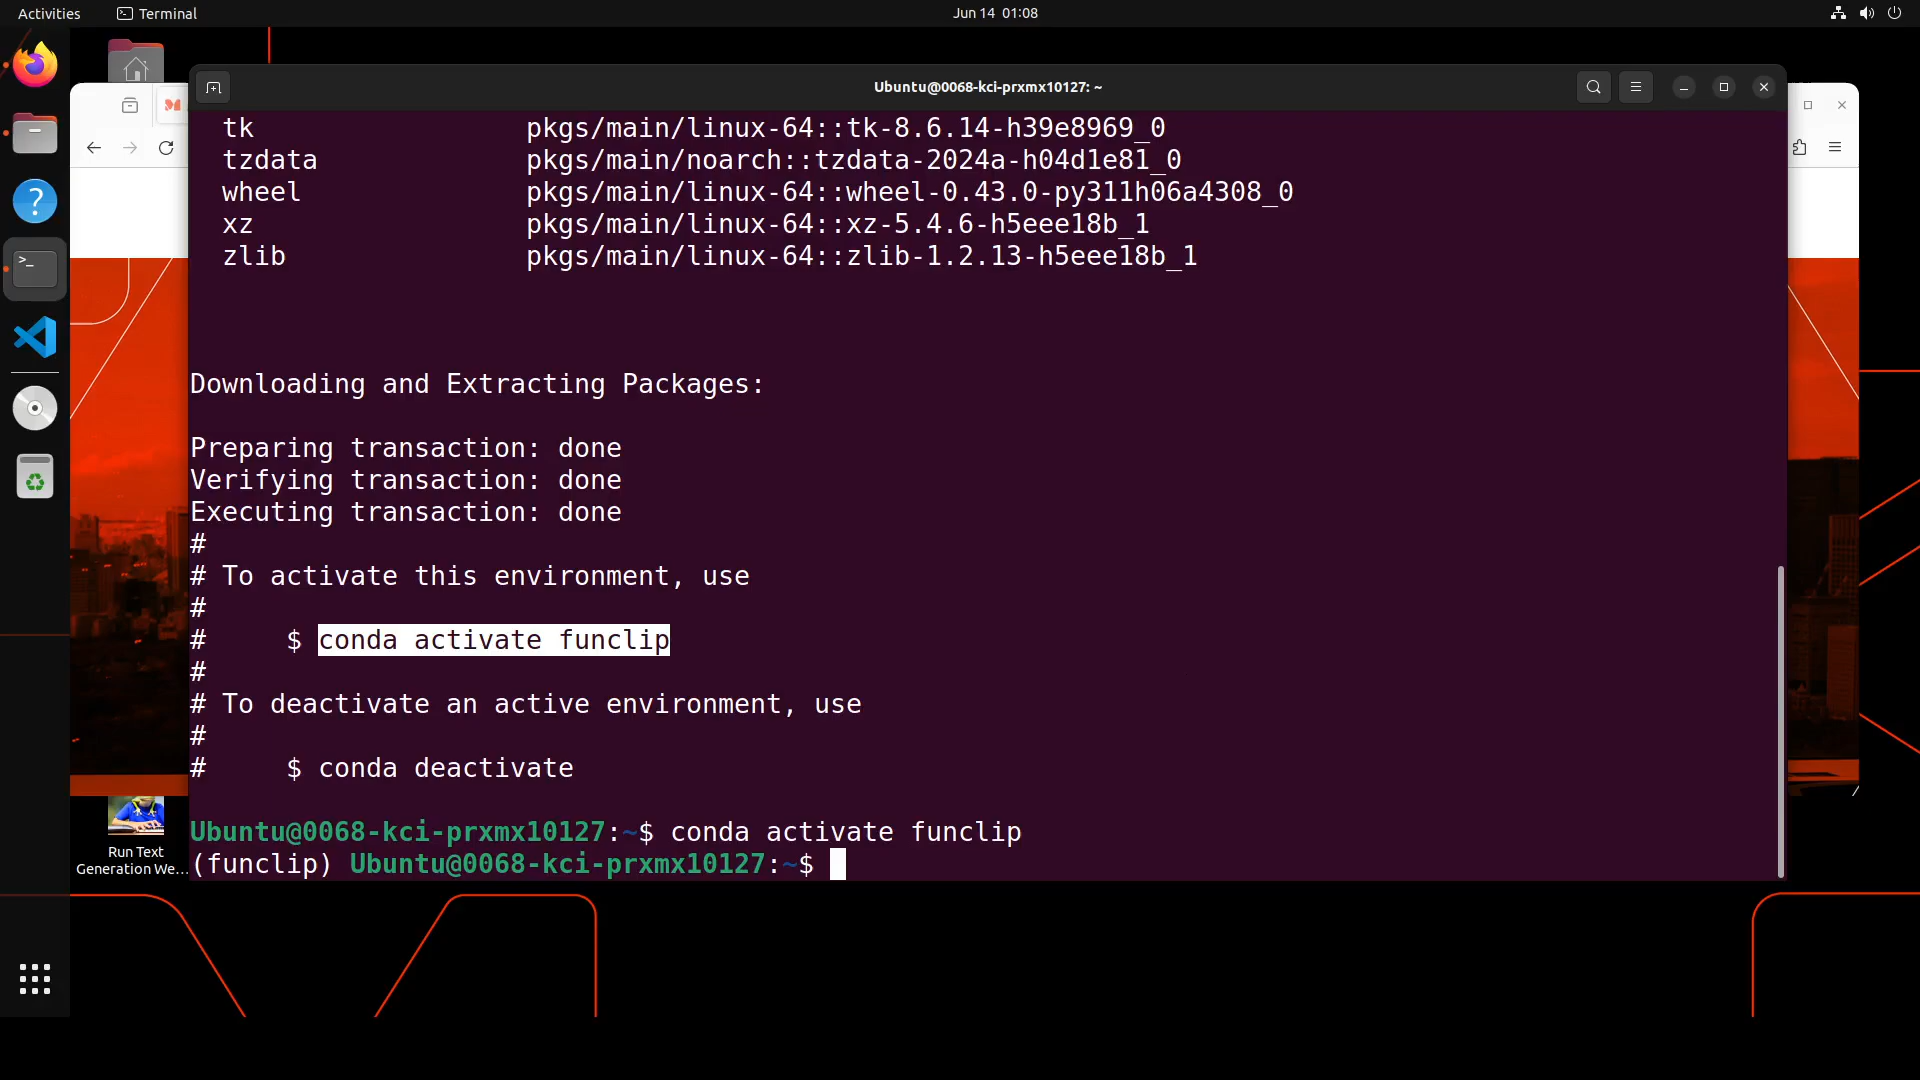 Activities Terminal Jun 14 01:08
Ubuntu@0068-kci-prxmx10127: ~
tk pkgs/main/linux-64::tk-8.6.14-h39e8969_0
tzdata pkgs/main/noarch::tzdata-2024a-h04d1e81_0
wheel pkgs/main/linux-64::wheel-0.43.0-py311h06a4308_0
xz pkgs/main/linux-64::xz-5.4.6-h5eee18b_1
zlib pkgs/main/linux-64::zlib-1.2.13-h5eee18b_1
Downloading and Extracting Packages:
Preparing transaction: done
Verifying transaction: done
Executing transaction: done
#
# To activate this environment, use
#
# $ conda activate funclip
#
# To deactivate an active environment, use
#
# $ conda deactivate
Ubuntu@0068-kci-prxmx10127:~$ conda activate funclip
(funclip) Ubuntu@0068-kci-prxmx10127:~$
Run Text
Generation We...